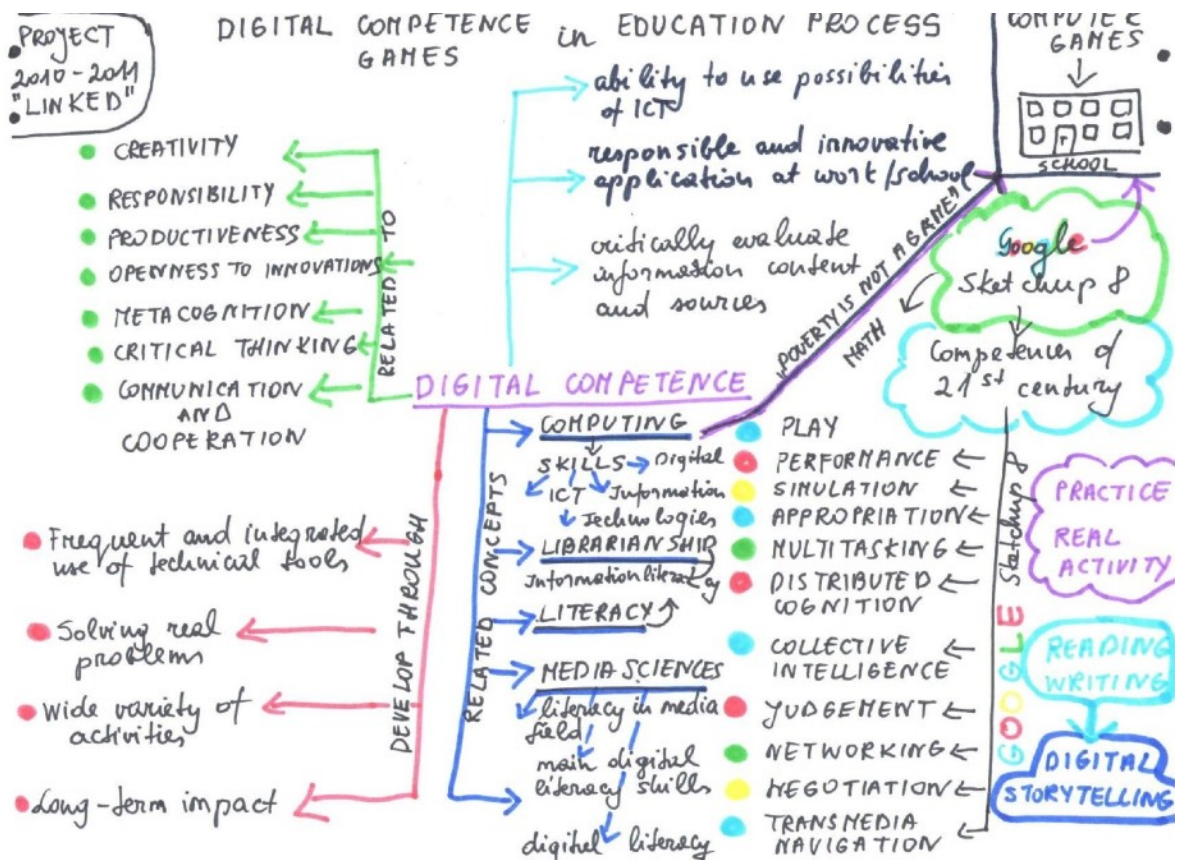 PROYECT
2010-2011
"LINKED"
DIGITAL COMPETENCE in EDUCATION PROCESS
GAMES
COMPUTER
GAMES
SCHOOL
ability to use possibilities
of ICT
responsible and innovative
application at work/school
critically evaluate
information content
and sources
CREATIVITY
RESPONSIBILITY
PRODUCTIVENESS
OPENNESS TO INNOVATIONS
METACOGNITION
CRITICAL THINKING
COMMUNICATION
AND
COOPERATION
RELATED TO
"POVERTY IS NOT A GAME"
MATH
Google
Sketchup 8
Competences of
21st century
DIGITAL COMPETENCE
DEVELOP THROUGH
Frequent and integrated
use of technical tools
Solving real
problems
Wide variety of
activities
Long-term impact
RELATED CONCEPTS
COMPUTING
SKILLS Digital
ICT Information
Technologies
LIBRARIANSHIP
Information literacy
LITERACY
MEDIA SCIENCES
literacy in media
field
main digital
literacy skills
digital literacy
PLAY
PERFORMANCE
SIMULATION
APPROPRIATION
MULTITASKING
DISTRIBUTED
COGNITION
COLLECTIVE
INTELLIGENCE
JUDGEMENT
NETWORKING
NEGOTIATION
TRANSMEDIA
NAVIGATION
GOOGLE Sketchup 8
PRACTICE
REAL
ACTIVITY
READING
WRITING
DIGITAL
STORYTELLING